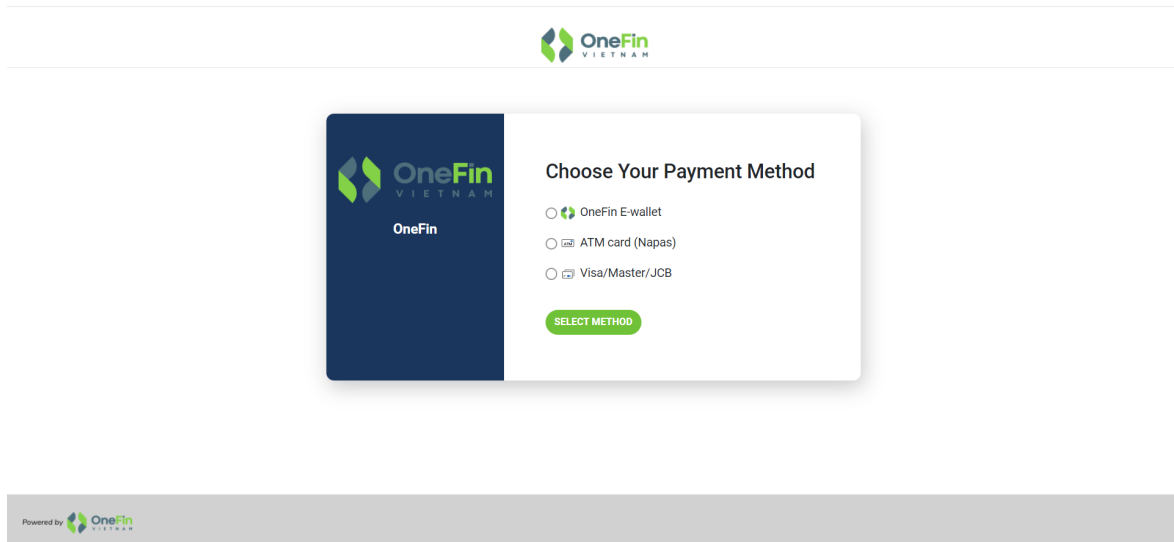 OneFin
VIETNAM
OneFin
VIETNAM
OneFin
Choose Your Payment Method
OneFin E-wallet
ATM card (Napas)
Visa/Master/JCB
SELECT METHOD
Powered by OneFin
VIETNAM